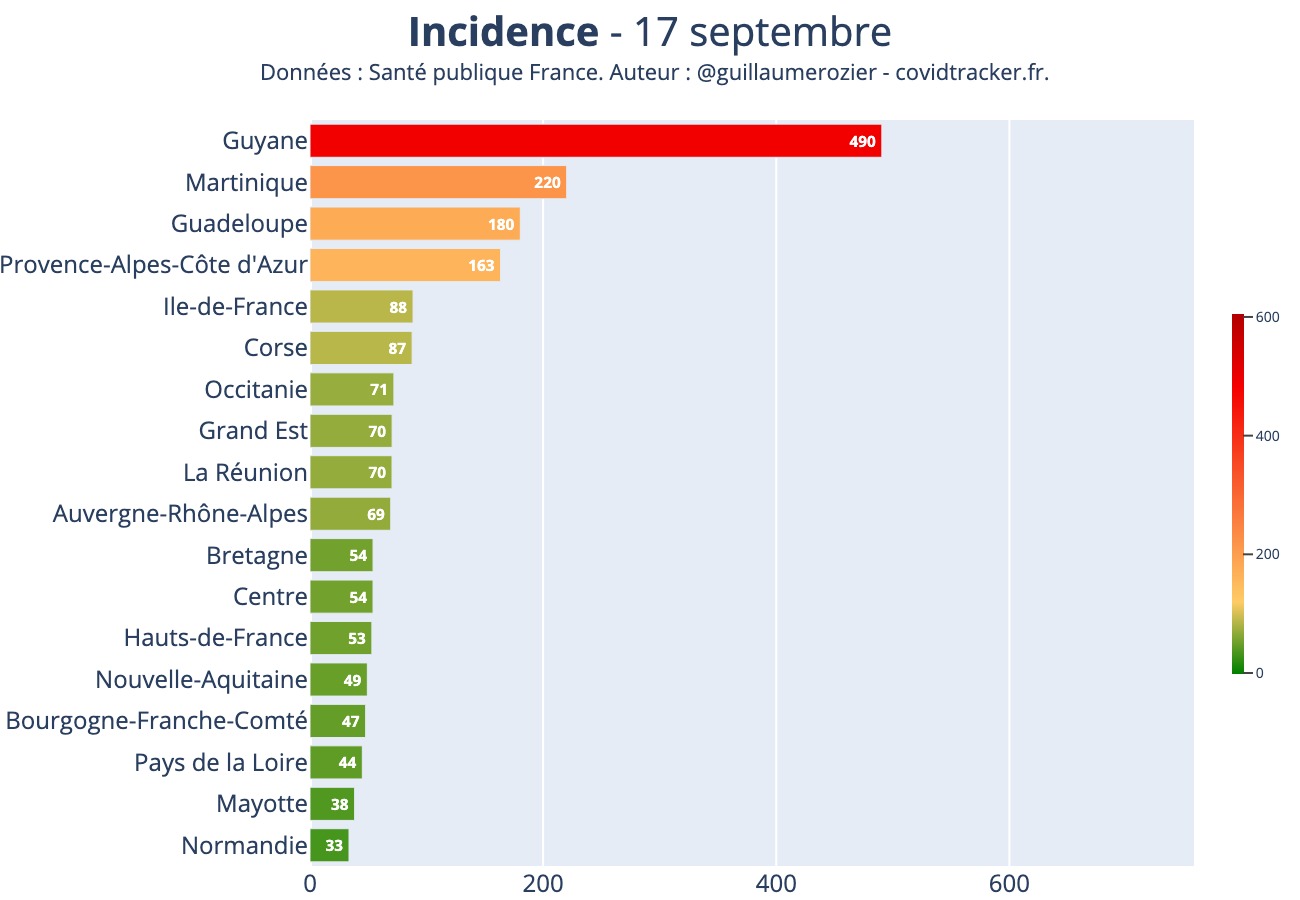 Incidence - 17 septembre
Données : Santé publique France. Auteur : @guillaumerozier - covidtracker.fr.
Guyane 490
Martinique 220
Guadeloupe 180
Provence-Alpes-Côte d'Azur 163
Ile-de-France 88
Corse 87
Occitanie 71
Grand Est 70
La Réunion 70
Auvergne-Rhône-Alpes 69
Bretagne 54
Centre 54
Hauts-de-France 53
Nouvelle-Aquitaine 49
Bourgogne-Franche-Comté 47
Pays de la Loire 44
Mayotte 38
Normandie 33
0 200 400 600
600
400
200
0